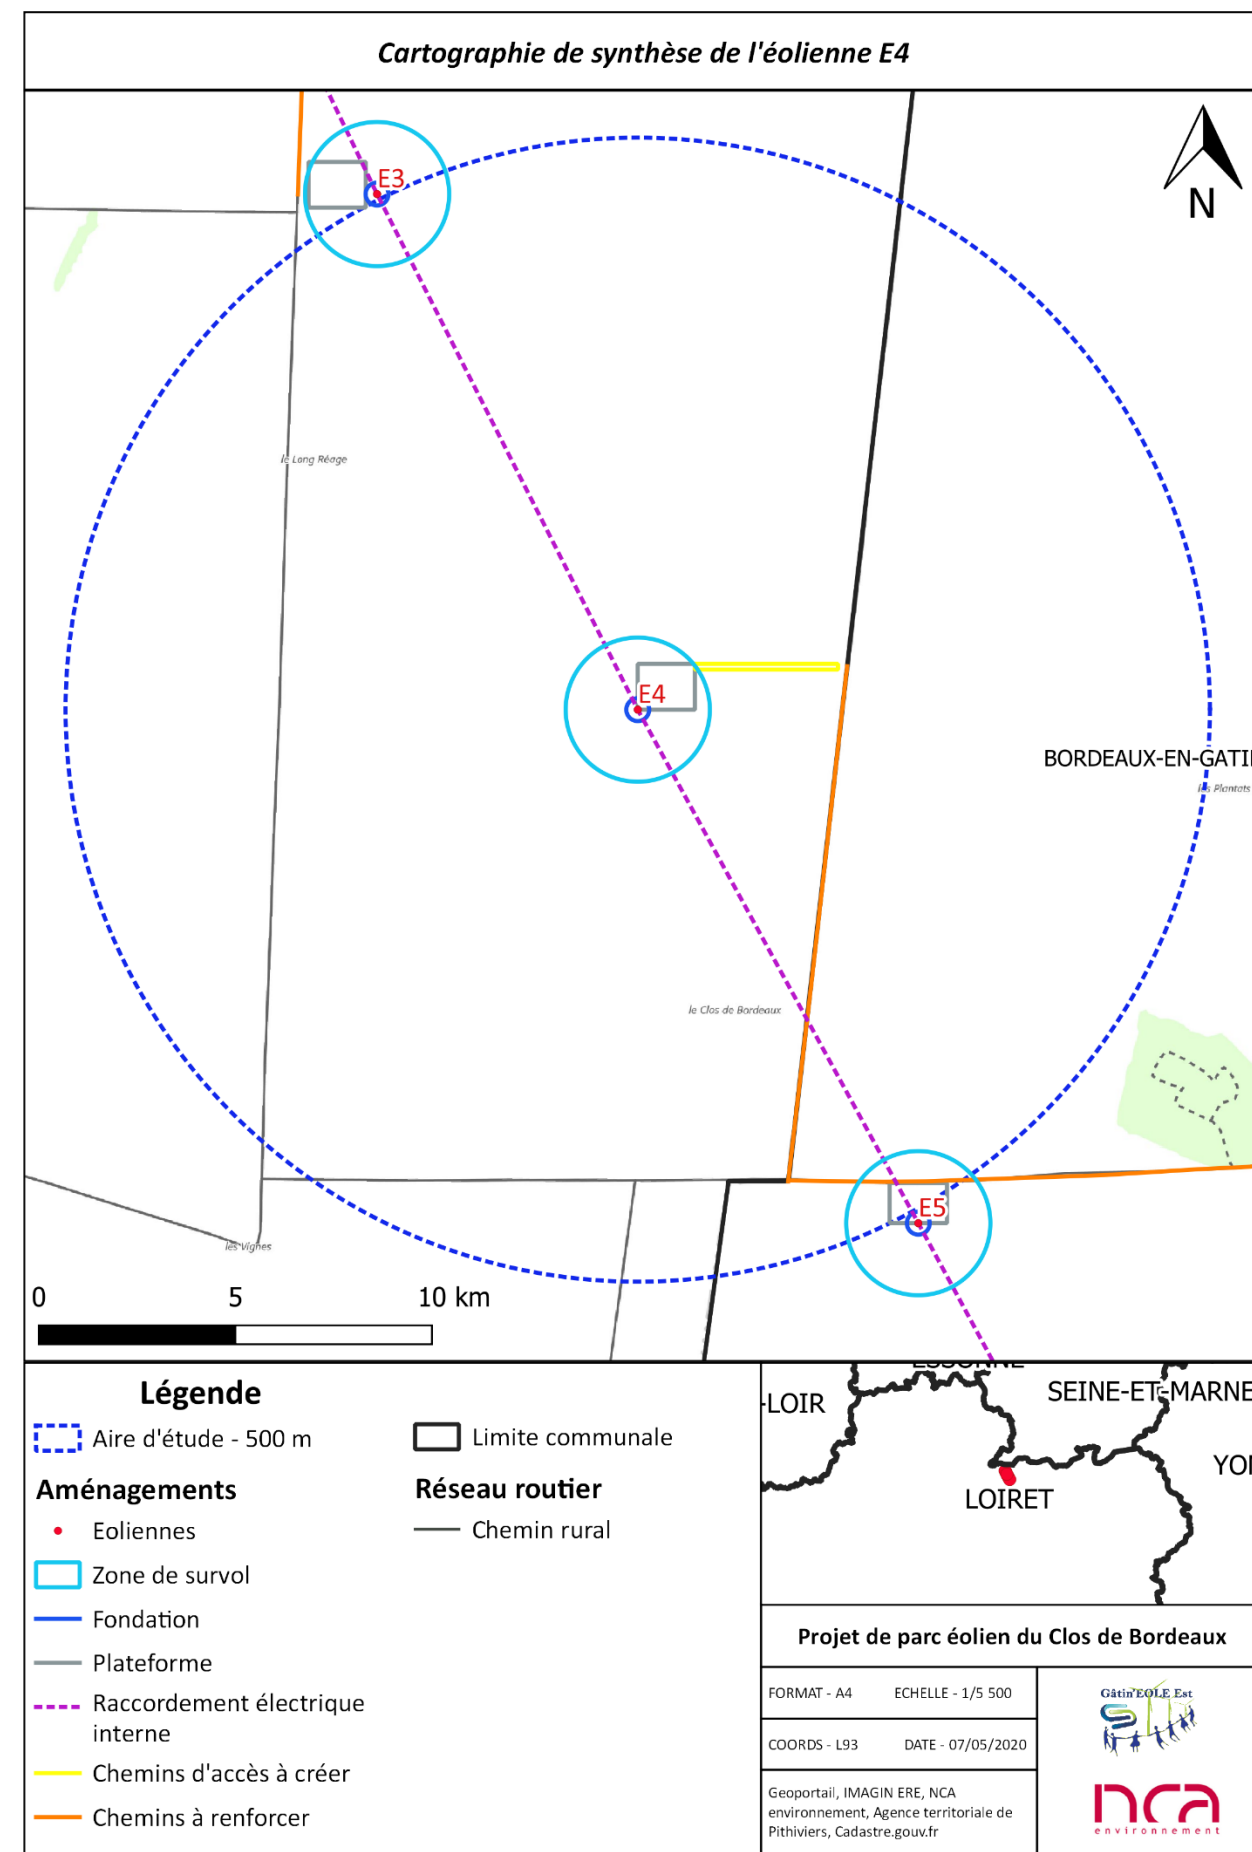 Cartographie de synthèse de l'éolienne E4
E3
N
le Long Réage
E4
BORDEAUX-EN-GATI
les Plantats
le Clos de Bordeaux
E5
les Vignes
0 5 10 km
Légende
Aire d'étude - 500 m
Aménagements
Eoliennes
Zone de survol
Fondation
Plateforme
Raccordement électrique
interne
Chemins d'accès à créer
Chemins à renforcer
Limite communale
Réseau routier
Chemin rural
ESSONNE
-LOIR
SEINE-ET-MARNE
YO
LOIRET
Projet de parc éolien du Clos de Bordeaux
FORMAT - A4 ECHELLE - 1/5 500
COORDS - L93 DATE - 07/05/2020
Geoportail, IMAGIN ERE, NCA
environnement, Agence territoriale de
Pithiviers, Cadastre.gouv.fr
Gâtin'EOLE Est
nca
environnement